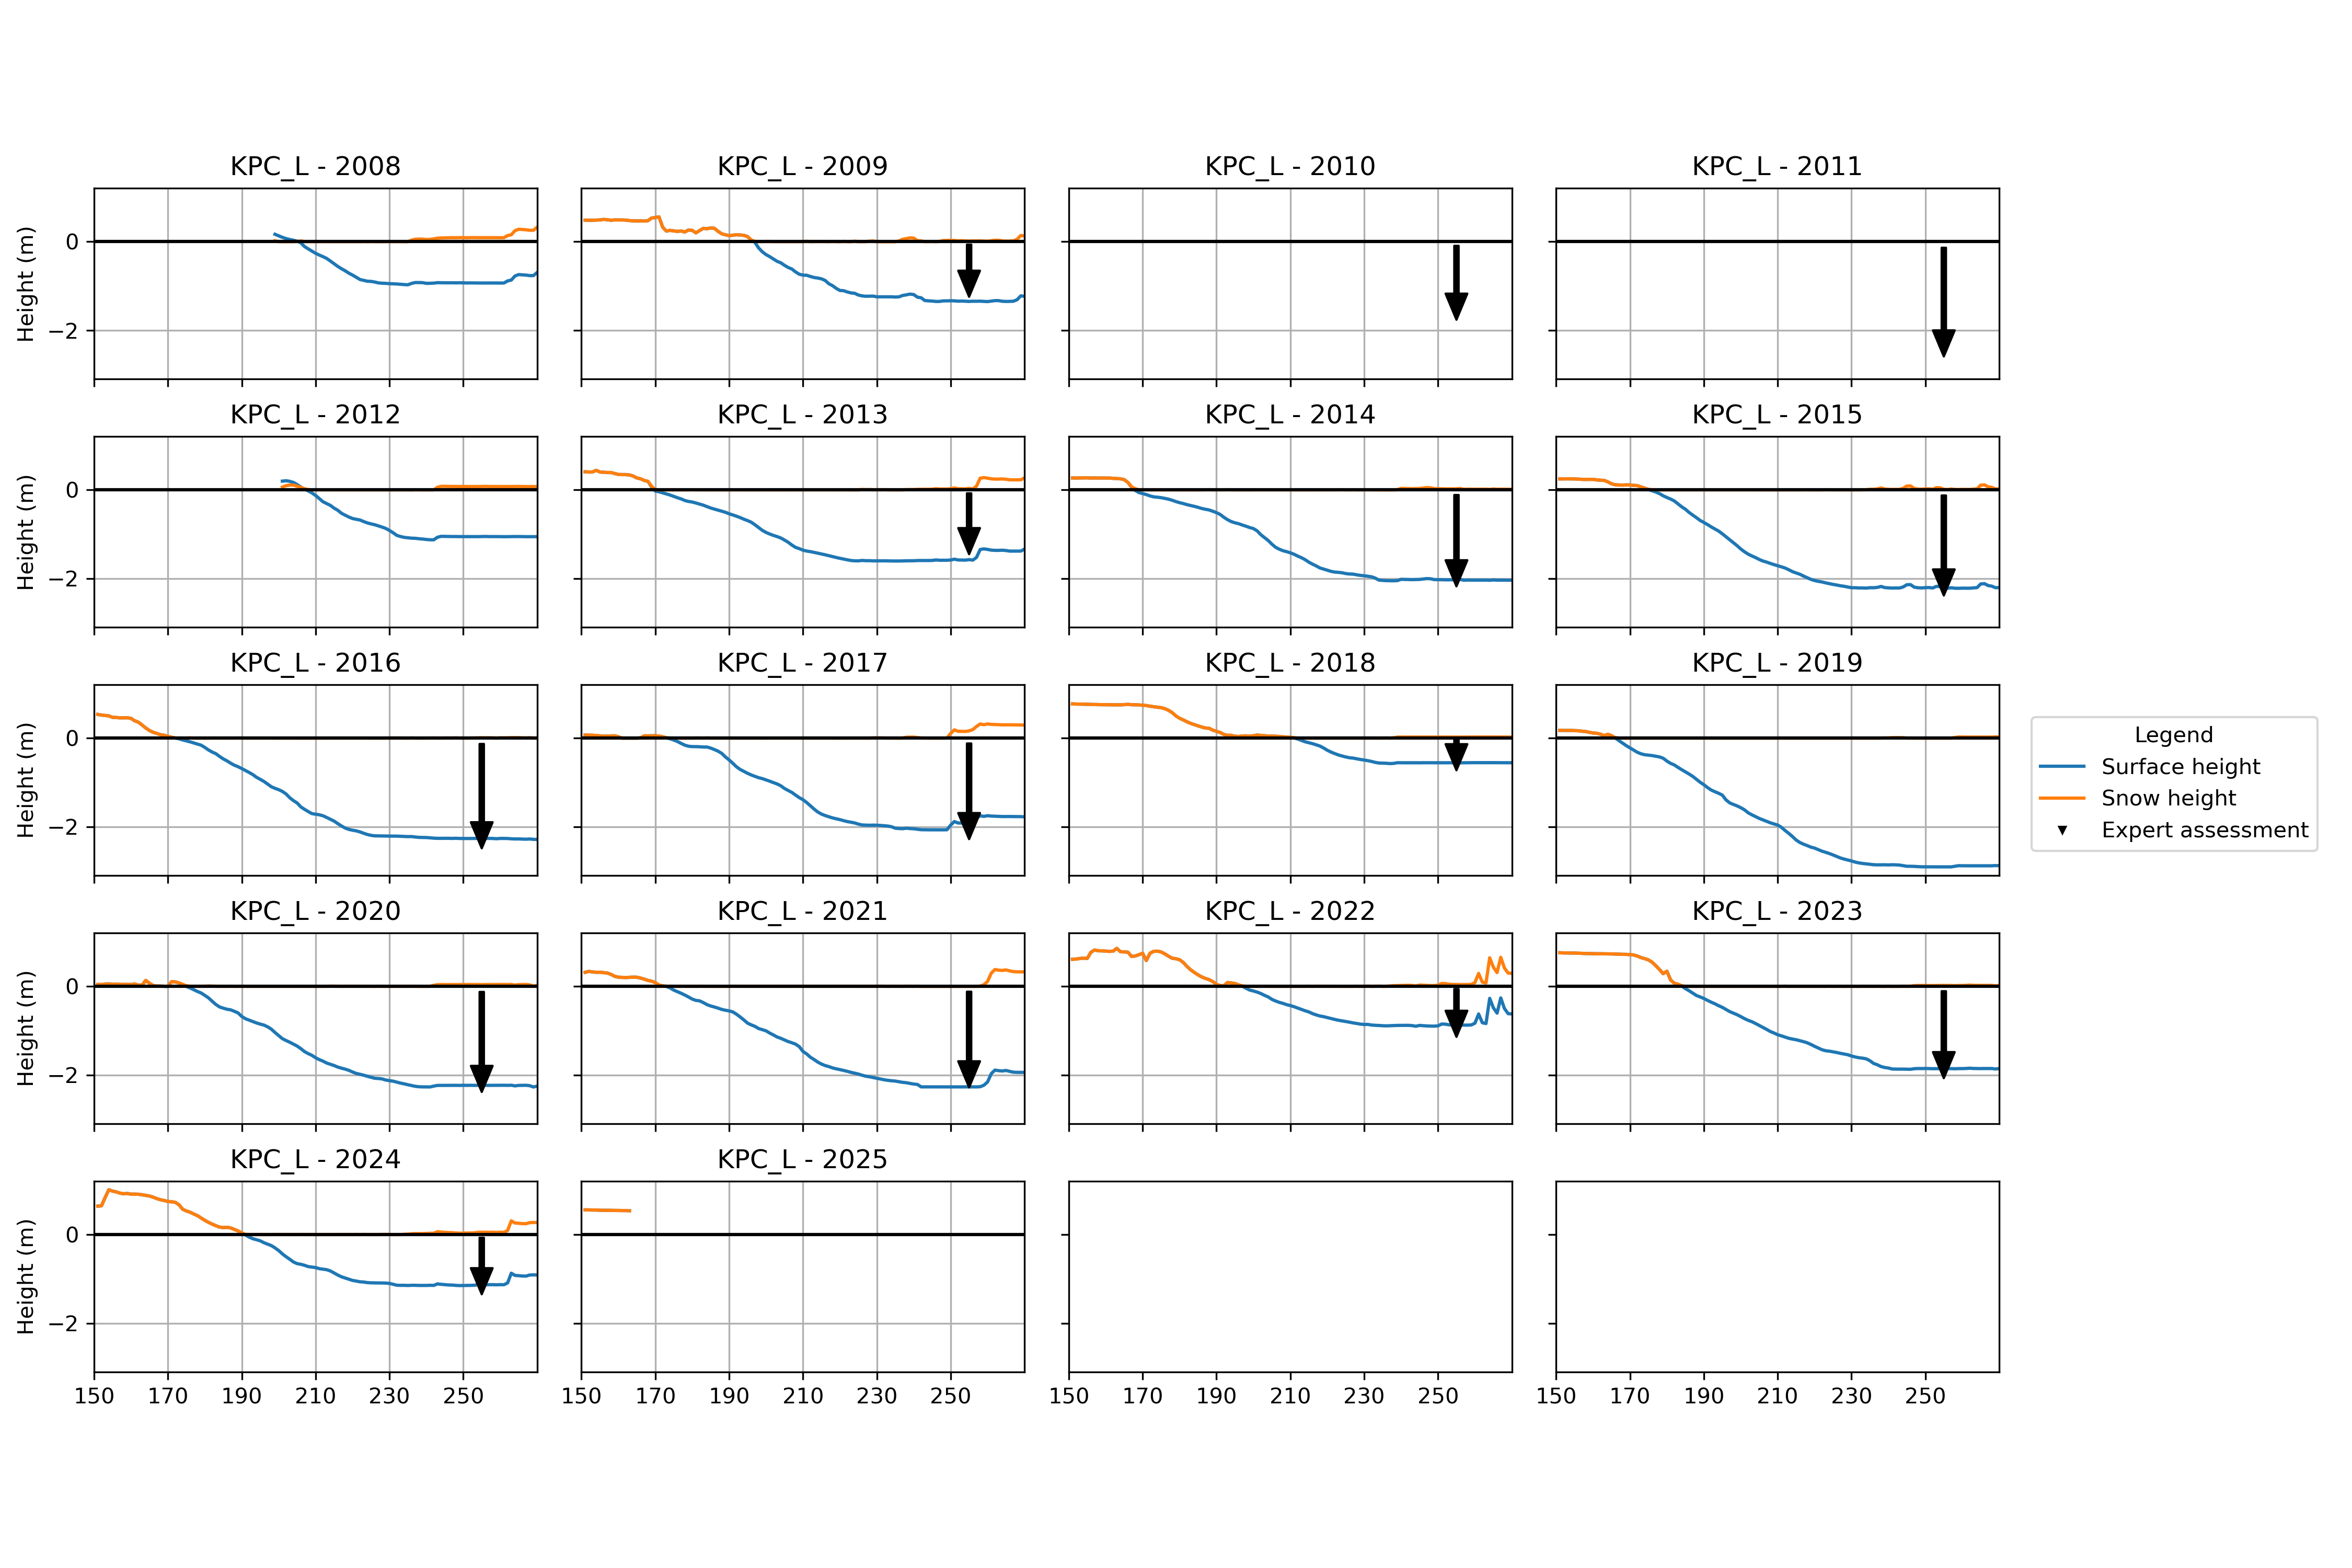 KPC_L - 2008
KPC_L - 2009
KPC_L - 2010
KPC_L - 2011
Height (m)
0
−2
KPC_L - 2012
KPC_L - 2013
KPC_L - 2014
KPC_L - 2015
Height (m)
0
−2
KPC_L - 2016
KPC_L - 2017
KPC_L - 2018
KPC_L - 2019
Height (m)
0
−2
Legend
Surface height
Snow height
Expert assessment
KPC_L - 2020
KPC_L - 2021
KPC_L - 2022
KPC_L - 2023
Height (m)
0
−2
KPC_L - 2024
KPC_L - 2025
Height (m)
0
−2
150 170 190 210 230 250
150 170 190 210 230 250
150 170 190 210 230 250
150 170 190 210 230 250